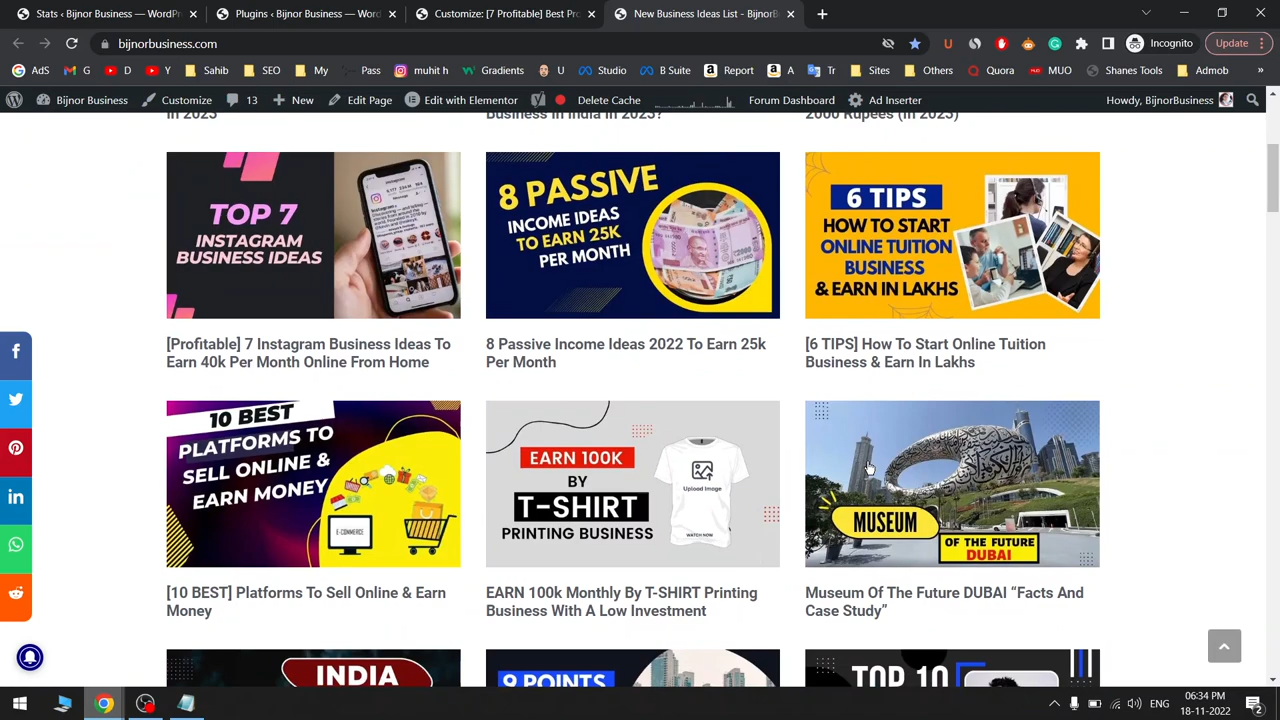 Stats ‹ Bijnor Business — WordPr
Plugins ‹ Bijnor Business — Word
Customize: [7 Profitable] Best Pro
New Business Ideas List - BijnorB
bijnorbusiness.com
Incognito
Update
AdS
G
D
Y
Sahib
SEO
My
Pass
muhit h
Gradients
U
Studio
B Suite
Report
A
Tr
Sites
Others
Quora
MUO
Shanes Tools
Admob
»
Bijnor Business
Customize
13
New
Edit Page
Edit with Elementor
Delete Cache
Forum Dashboard
Ad Inserter
Howdy, BijnorBusiness
In 2023
Business In India In 2023?
2000 Rupees (In 2023)
TOP 7
INSTAGRAM
BUSINESS IDEAS
8 PASSIVE
INCOME IDEAS
TO EARN 25K
PER MONTH
6 TIPS
HOW TO START
ONLINE TUITION
BUSINESS
& EARN IN LAKHS
[Profitable] 7 Instagram Business Ideas To
Earn 40k Per Month Online From Home
8 Passive Income Ideas 2022 To Earn 25k
Per Month
[6 TIPS] How To Start Online Tuition
Business & Earn In Lakhs
10 BEST
PLATFORMS TO
SELL ONLINE &
EARN MONEY
E-COMMERCE
EARN 100K
BY
T-SHIRT
PRINTING BUSINESS
Upload Image
WATCH NOW
MUSEUM
OF THE FUTURE
DUBAI
[10 BEST] Platforms To Sell Online & Earn
Money
EARN 100k Monthly By T-SHIRT Printing
Business With A Low Investment
Museum Of The Future DUBAI “Facts And
Case Study”
INDIA
9 POINTS
TOP 10
ENG
06:34 PM
18-11-2022
2